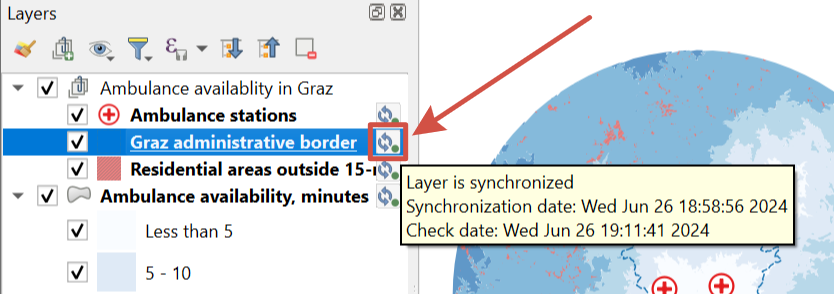 Layers
Ambulance availablity in Graz
Ambulance stations
Graz administrative border
Residential areas outside 15-
Ambulance availability, minutes
Less than 5
5 - 10
Layer is synchronized
Synchronization date: Wed Jun 26 18:58:56 2024
Check date: Wed Jun 26 19:11:41 2024